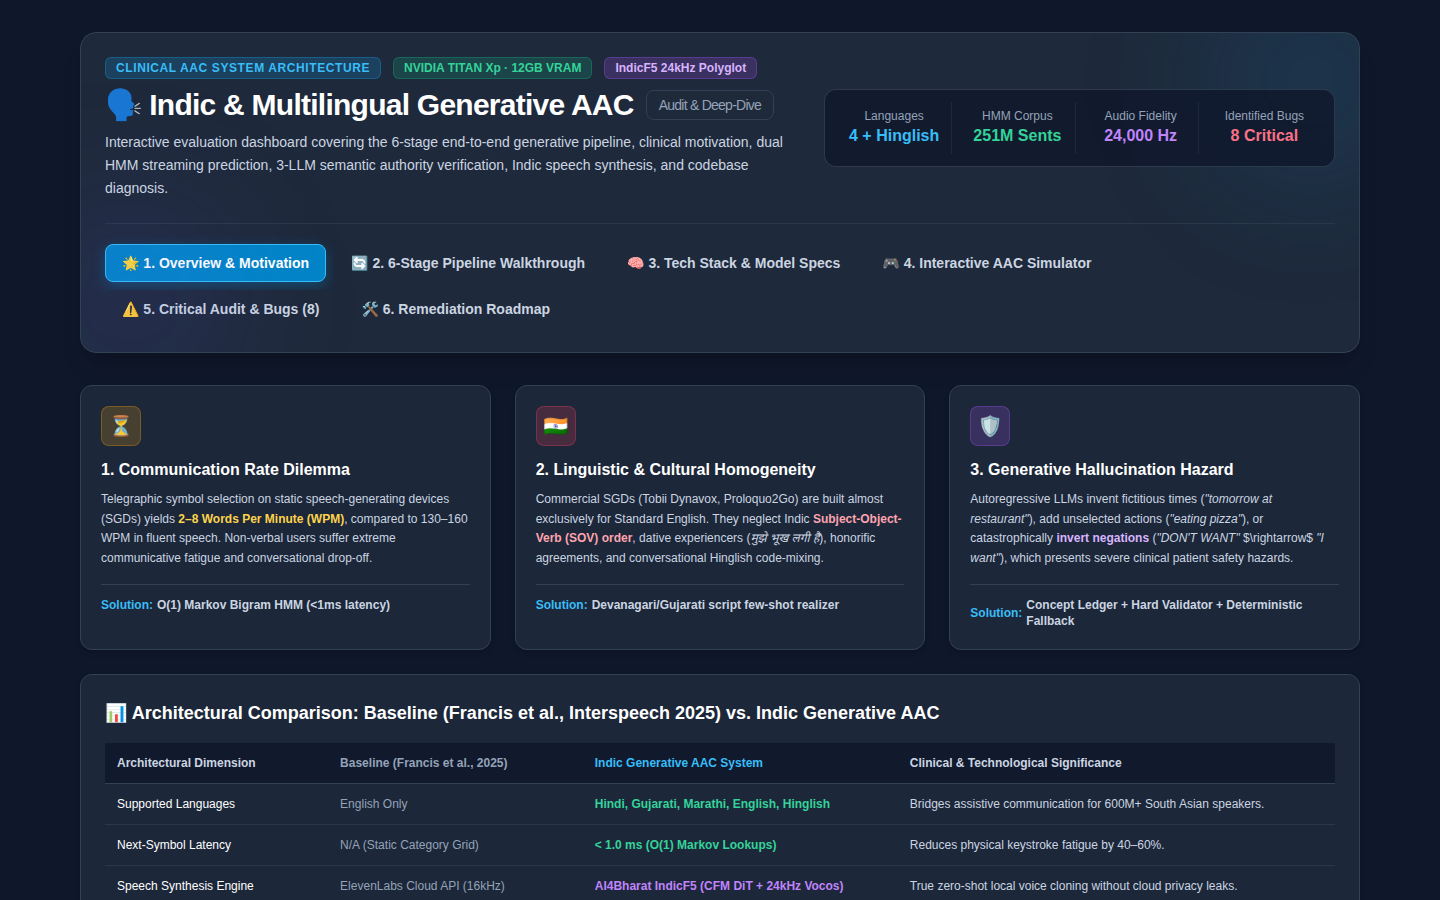 CLINICAL AAC SYSTEM ARCHITECTURE
NVIDIA TITAN Xp · 12GB VRAM
IndicF5 24kHz Polyglot
🗣️ Indic & Multilingual Generative AAC
Audit & Deep-Dive
Interactive evaluation dashboard covering the 6-stage end-to-end generative pipeline, clinical motivation, dual
HMM streaming prediction, 3-LLM semantic authority verification, Indic speech synthesis, and codebase
diagnosis.
Languages
4 + Hinglish
HMM Corpus
251M Sents
Audio Fidelity
24,000 Hz
Identified Bugs
8 Critical
🌟 1. Overview & Motivation
🔄 2. 6-Stage Pipeline Walkthrough
🧠 3. Tech Stack & Model Specs
🎮 4. Interactive AAC Simulator
⚠️ 5. Critical Audit & Bugs (8)
🛠️ 6. Remediation Roadmap
1. Communication Rate Dilemma
Telegraphic symbol selection on static speech-generating devices
(SGDs) yields 2–8 Words Per Minute (WPM), compared to 130–160
WPM in fluent speech. Non-verbal users suffer extreme
communicative fatigue and conversational drop-off.
Solution: O(1) Markov Bigram HMM (<1ms latency)
2. Linguistic & Cultural Homogeneity
Commercial SGDs (Tobii Dynavox, Proloquo2Go) are built almost
exclusively for Standard English. They neglect Indic Subject-Object-
Verb (SOV) order, dative experiencers (मुझे भूख लगी है), honorific
agreements, and conversational Hinglish code-mixing.
Solution: Devanagari/Gujarati script few-shot realizer
3. Generative Hallucination Hazard
Autoregressive LLMs invent fictitious times ("tomorrow at
restaurant"), add unselected actions ("eating pizza"), or
catastrophically invert negations ("DON'T WANT" $\rightarrow$ "I
want"), which presents severe clinical patient safety hazards.
Solution: Concept Ledger + Hard Validator + Deterministic
Fallback
📊 Architectural Comparison: Baseline (Francis et al., Interspeech 2025) vs. Indic Generative AAC
Architectural Dimension
Baseline (Francis et al., 2025)
Indic Generative AAC System
Clinical & Technological Significance
Supported Languages
English Only
Hindi, Gujarati, Marathi, English, Hinglish
Bridges assistive communication for 600M+ South Asian speakers.
Next-Symbol Latency
N/A (Static Category Grid)
< 1.0 ms (O(1) Markov Lookups)
Reduces physical keystroke fatigue by 40–60%.
Speech Synthesis Engine
ElevenLabs Cloud API (16kHz)
AI4Bharat IndicF5 (CFM DiT + 24kHz Vocos)
True zero-shot local voice cloning without cloud privacy leaks.